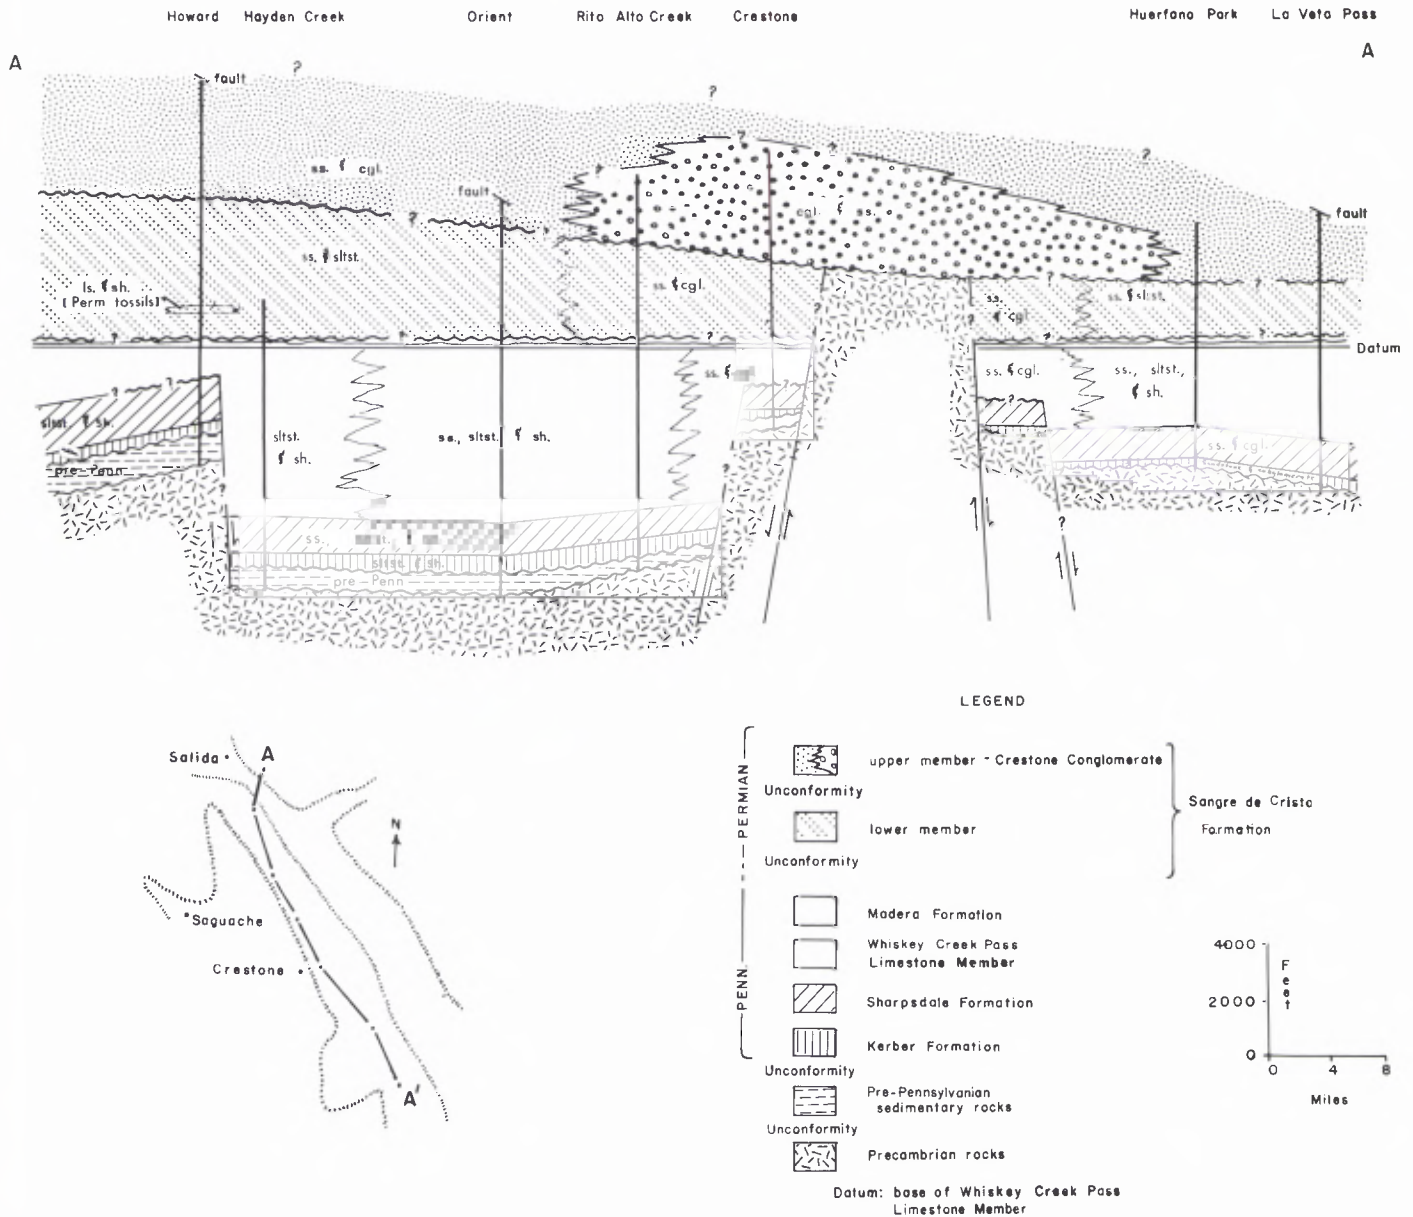 Howard Hayden Creek Orient Rito Alto Creek Crestone Huerfano Park La Veta Pass
A A
fault ?
?
ss. & cgl. ? ? ?
fault ? fault
cgl. & ss.
? ?
ss. & sltst.
ls. & sh. ss. & cgl. ss. ss. & sltst.
[Perm fossils] & cgl.
? ? ? ? ?
Datum
? ? ss. & ss. & cgl. ss., sltst.,
? ? & sh.
sltst. & sh. sltst. ss., sltst. & sh. ss. & cgl.
& sh.
pre-Penn ?
ss., & ?
sltst. & sh.
pre-Penn
LEGEND
Salida A
upper member - Crestone Conglomerate
Unconformity
Sangre de Cristo
N lower member Formation
Unconformity
PERMIAN
Saguache Madera Formation
Whiskey Creek Pass
Limestone Member
Crestone
PENN.
Sharpsdale Formation
Kerber Formation
Unconformity
A' Pre-Pennsylvanian
sedimentary rocks
Unconformity
Precambrian rocks
4000
Feet
2000
0
0 4 8
Miles
Datum: base of Whiskey Creek Pass
Limestone Member